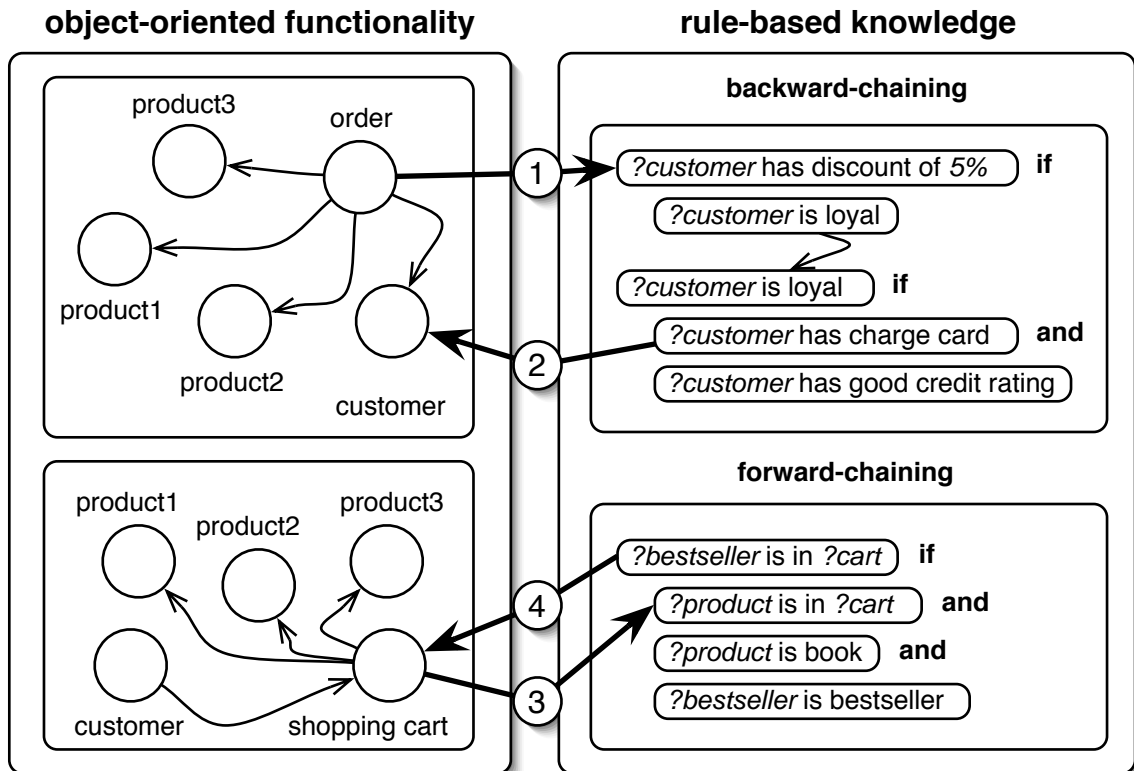 object-oriented functionality
rule-based knowledge
product3
order
product1
product2
customer
1
2
backward-chaining
?customer has discount of 5% if
?customer is loyal
?customer is loyal if
?customer has charge card and
?customer has good credit rating
product1
product2
product3
customer
shopping cart
4
3
forward-chaining
?bestseller is in ?cart if
?product is in ?cart and
?product is book and
?bestseller is bestseller